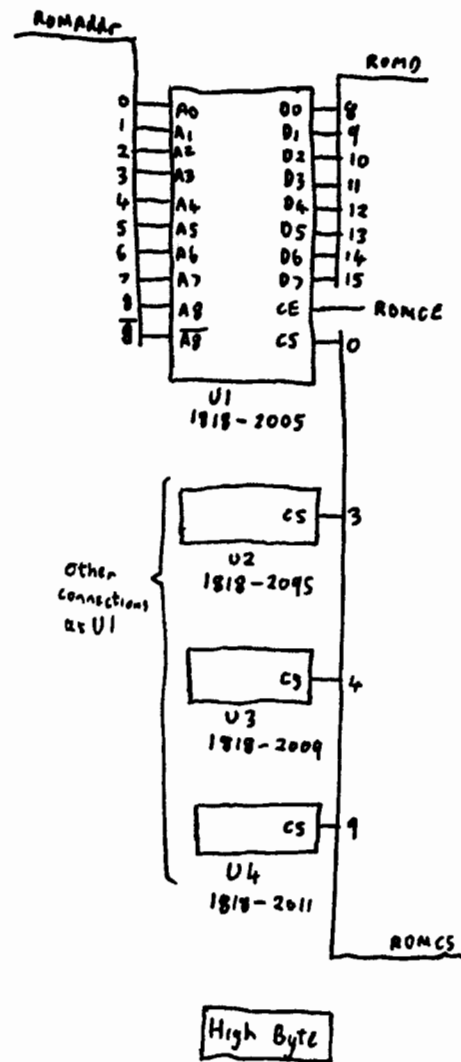 ROMAddr
ROMD
0 A0 D0 8
1 A1 D1 9
2 A2 D2 10
3 A3 D3 11
4 A4 D4 12
5 A5 D5 13
6 A6 D6 14
7 A7 D7 15
8 A8 CE ROMCE
8̅ A̅8̅ CS 0
U1
1818-2005
CS 3
U2
1818-2095
Other
connections
as U1
CS 4
U3
1818-2009
CS 9
U4
1818-2011
ROMCS
High Byte